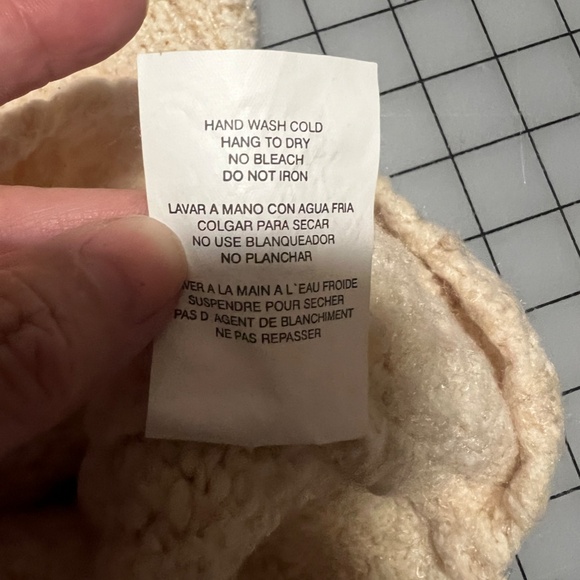 HAND WASH COLD
HANG TO DRY
NO BLEACH
DO NOT IRON
LAVAR A MANO CON AGUA FRIA
COLGAR PARA SECAR
NO USE BLANQUEADOR
NO PLANCHAR
A LA MAIN A L'EAU FROIDE
SUSPENDRE POUR SECHER
PAS D AGENT DE BLANCHIMENT
NE PAS REPASSER